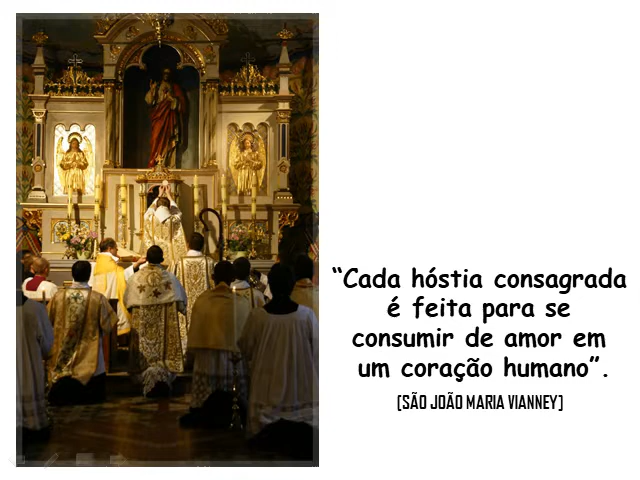 “Cada hóstia consagrada
é feita para se
consumir de amor em
um coração humano”.
[SÃO JOÃO MARIA VIANNEY]